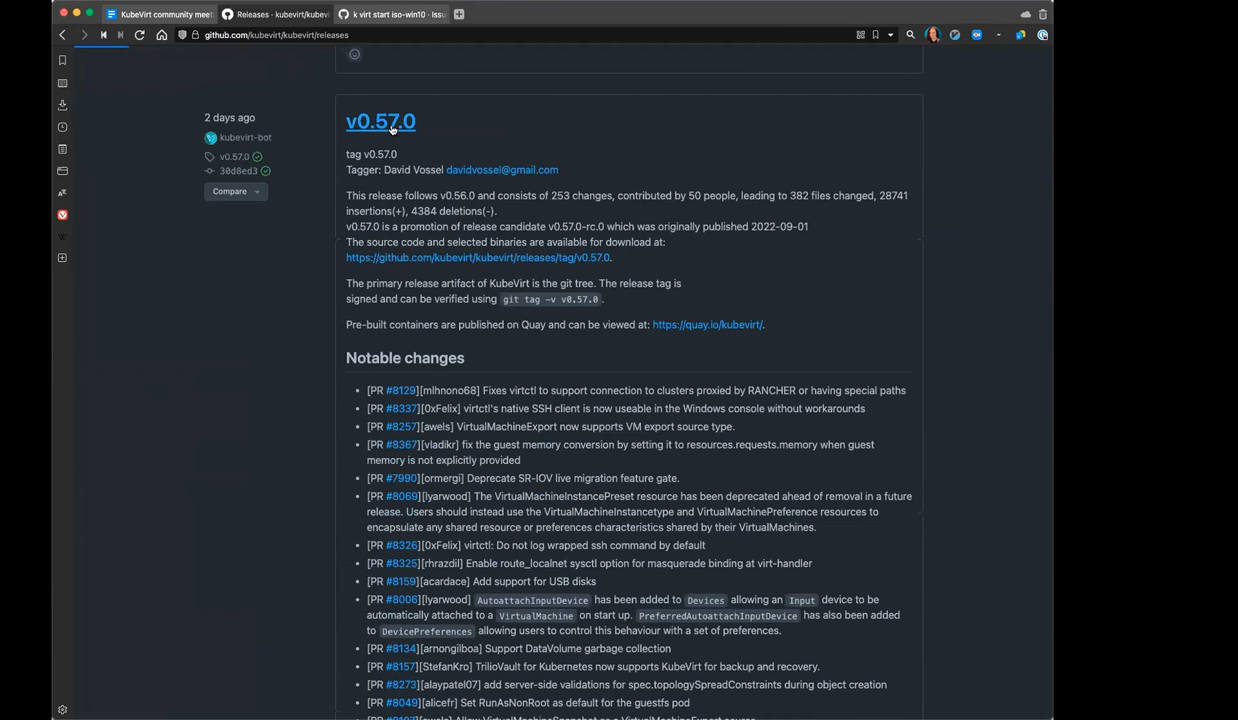 KubeVirt community meet
Releases · kubevirt/kubevi
k virt start iso-win10 · Issu
github.com/kubevirt/kubevirt/releases
2 days ago
kubevirt-bot
v0.57.0
30d8ed3
Compare
v0.57.0
tag v0.57.0
Tagger: David Vossel davidvossel@gmail.com
This release follows v0.56.0 and consists of 253 changes, contributed by 50 people, leading to 382 files changed, 28741
insertions(+), 4384 deletions(-).
v0.57.0 is a promotion of release candidate v0.57.0-rc.0 which was originally published 2022-09-01
The source code and selected binaries are available for download at:
https://github.com/kubevirt/kubevirt/releases/tag/v0.57.0.
The primary release artifact of KubeVirt is the git tree. The release tag is
signed and can be verified using git tag -v v0.57.0 .
Pre-built containers are published on Quay and can be viewed at: https://quay.io/kubevirt/.
Notable changes
• [PR #8129][mlhnono68] Fixes virtctl to support connection to clusters proxied by RANCHER or having special paths
• [PR #8337][0xFelix] virtctl's native SSH client is now useable in the Windows console without workarounds
• [PR #8257][awels] VirtualMachineExport now supports VM export source type.
• [PR #8367][vladikr] fix the guest memory conversion by setting it to resources.requests.memory when guest
memory is not explicitly provided
• [PR #7990][ormergi] Deprecate SR-IOV live migration feature gate.
• [PR #8069][lyarwood] The VirtualMachineInstancePreset resource has been deprecated ahead of removal in a future
release. Users should instead use the VirtualMachineInstancetype and VirtualMachinePreference resources to
encapsulate any shared resource or preferences characteristics shared by their VirtualMachines.
• [PR #8326][0xFelix] virtctl: Do not log wrapped ssh command by default
• [PR #8325][rhrazdil] Enable route_localnet sysctl option for masquerade binding at virt-handler
• [PR #8159][acardace] Add support for USB disks
• [PR #8006][lyarwood] AutoattachInputDevice has been added to Devices allowing an Input device to be
automatically attached to a VirtualMachine on start up. PreferredAutoattachInputDevice has also been added
to DevicePreferences allowing users to control this behaviour with a set of preferences.
• [PR #8134][arnongilboa] Support DataVolume garbage collection
• [PR #8157][StefanKro] TrilioVault for Kubernetes now supports KubeVirt for backup and recovery.
• [PR #8273][alaypatel07] add server-side validations for spec.topologySpreadConstraints during object creation
• [PR #8049][alicefr] Set RunAsNonRoot as default for the guestfs pod